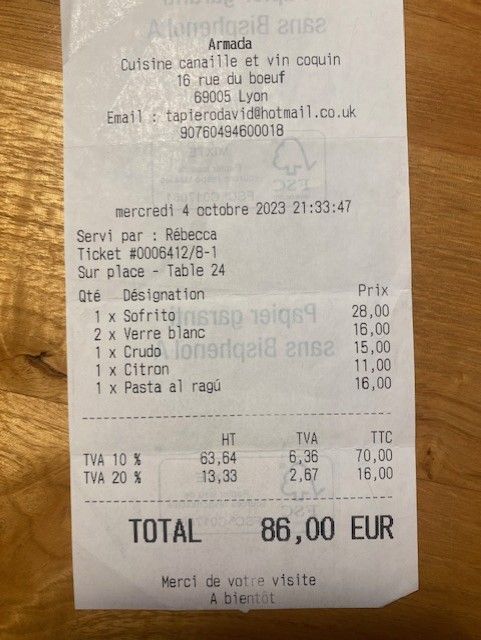 Armada
Cuisine canaille et vin coquin
16 rue du boeuf
69005 Lyon
Email : tapierodavid@hotmail.co.uk
90760494600018
mercredi 4 octobre 2023 21:33:47
Servi par : Rébecca
Ticket #0006412/8-1
Sur place - Table 24
Qté Désignation Prix
1 x Sofrito 28,00
2 x Verre blanc 16,00
1 x Crudo 15,00
1 x Citron 11,00
1 x Pasta al ragú 16,00
HT TVA TTC
TVA 10 % 63,64 6,36 70,00
TVA 20 % 13,33 2,67 16,00
TOTAL 86,00 EUR
Merci de votre visite
A bientôt